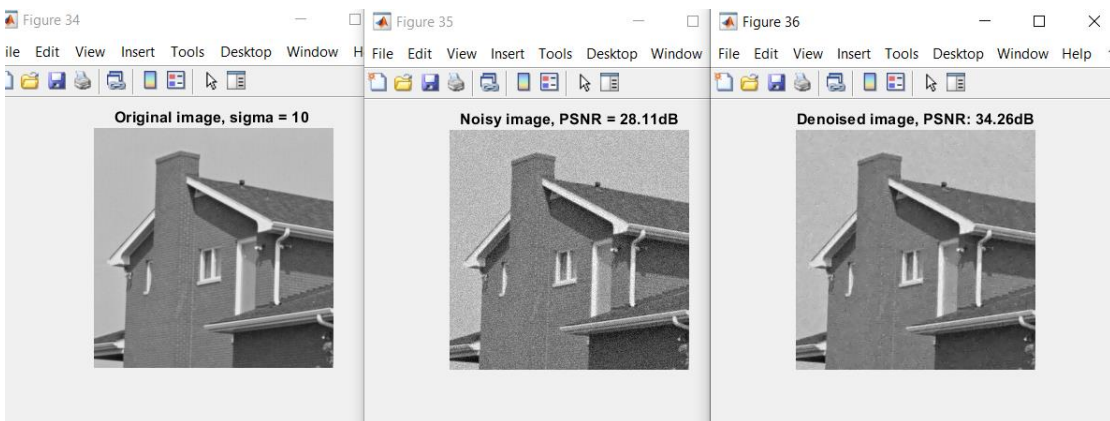 Figure 34
ile Edit View Insert Tools Desktop Window H
Original image, sigma = 10
Figure 35
File Edit View Insert Tools Desktop Window
Noisy image, PSNR = 28.11dB
Figure 36
File Edit View Insert Tools Desktop Window Help
Denoised image, PSNR: 34.26dB